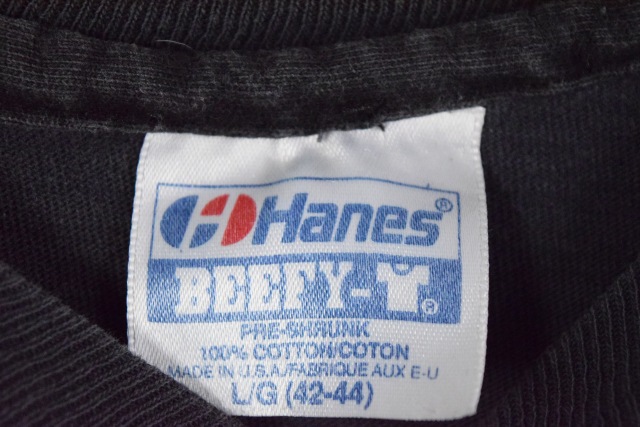 Hanes®
BEEFY-T®
PRE-SHRUNK
100% COTTON/COTON
MADE IN U.S.A./FABRIQUE AUX E-U
L/G (42-44)